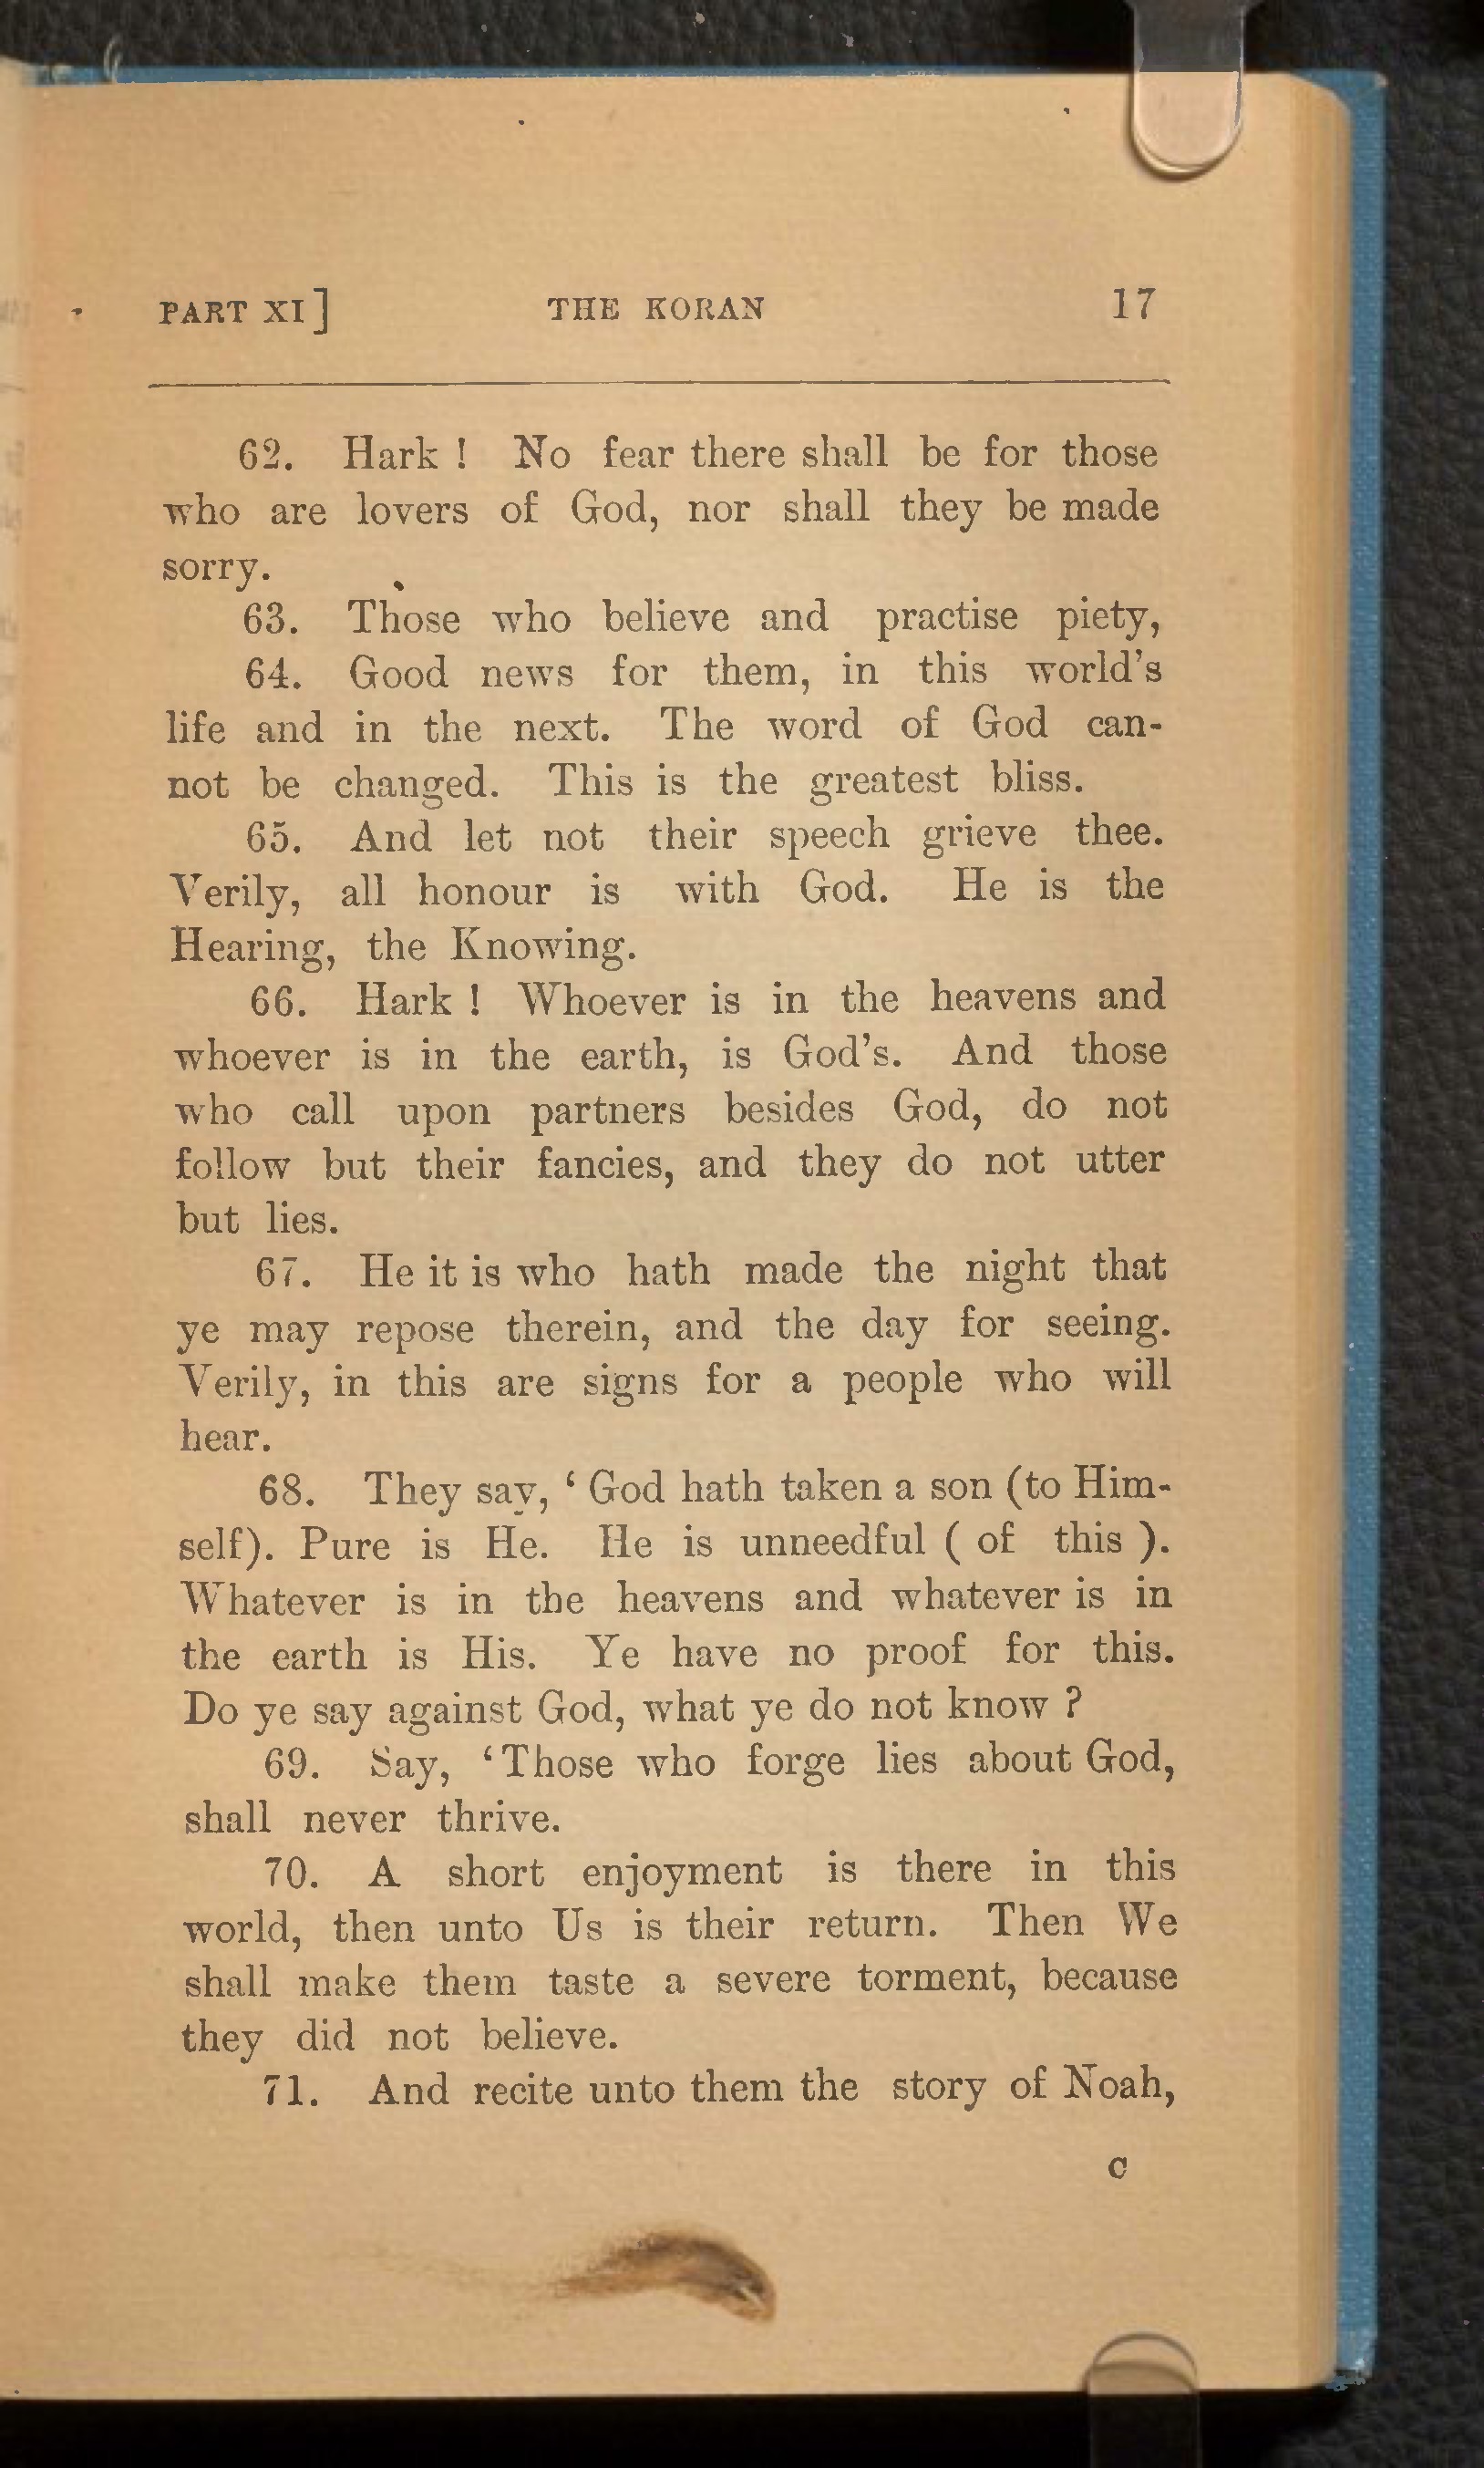 PART XI]	THE KORAN	17
62. Hark ! No fear there shall be for those
who are lovers of God, nor shall they be made
sorry.
63. Those who believe and practise piety,
64. Good news for them, in this world's
life and in the next. The word of God can-
not be changed. This is the greatest bliss.
65. And let not their speech grieve thee.
Verily, all honour is with God. He is the
Hearing, the Knowing.
66. Hark ! Whoever is in the heavens and
whoever is in the earth, is God's. And those
who call upon partners besides God, do not
follow but their fancies, and they do not utter
but lies.
67. He it is who hath made the night that
ye may repose therein, and the day for seeing.
Verily, in this are signs for a people who will
hear.
68. They say, ‘ God hath taken a son (to Him-
self). Pure is He. He is unneedful ( of this ).
Whatever is in the heavens and whatever is in
the earth is His. Ye have no proof for this.
Do ye say against God, what ye do not know ?
69. Say, ‘Those who forge lies about God,
shall never thrive.
70. A short enjoyment is there in this
world, then unto Us is their return. Then We
shall make them taste a severe torment, because
they did not believe.
71. And recite unto them the story of Noah,
C